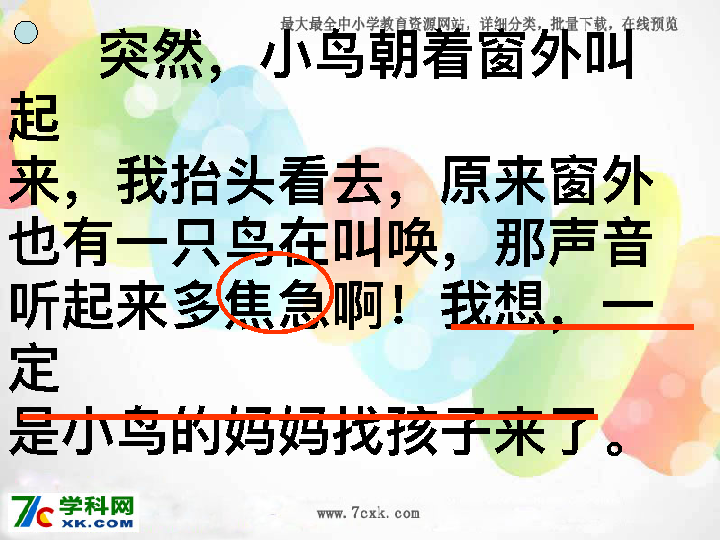 最大最全中小学教育资源网站，详细分类，批量下载，在线预览
突然，小鸟朝着窗外叫
起
来，我抬头看去，原来窗外
也有一只鸟在叫唤，那声音
听起来多焦急啊！我想，一
定
是小鸟的妈妈找孩子来了。
7c 学科网
XK.COM
www.7cxk.com